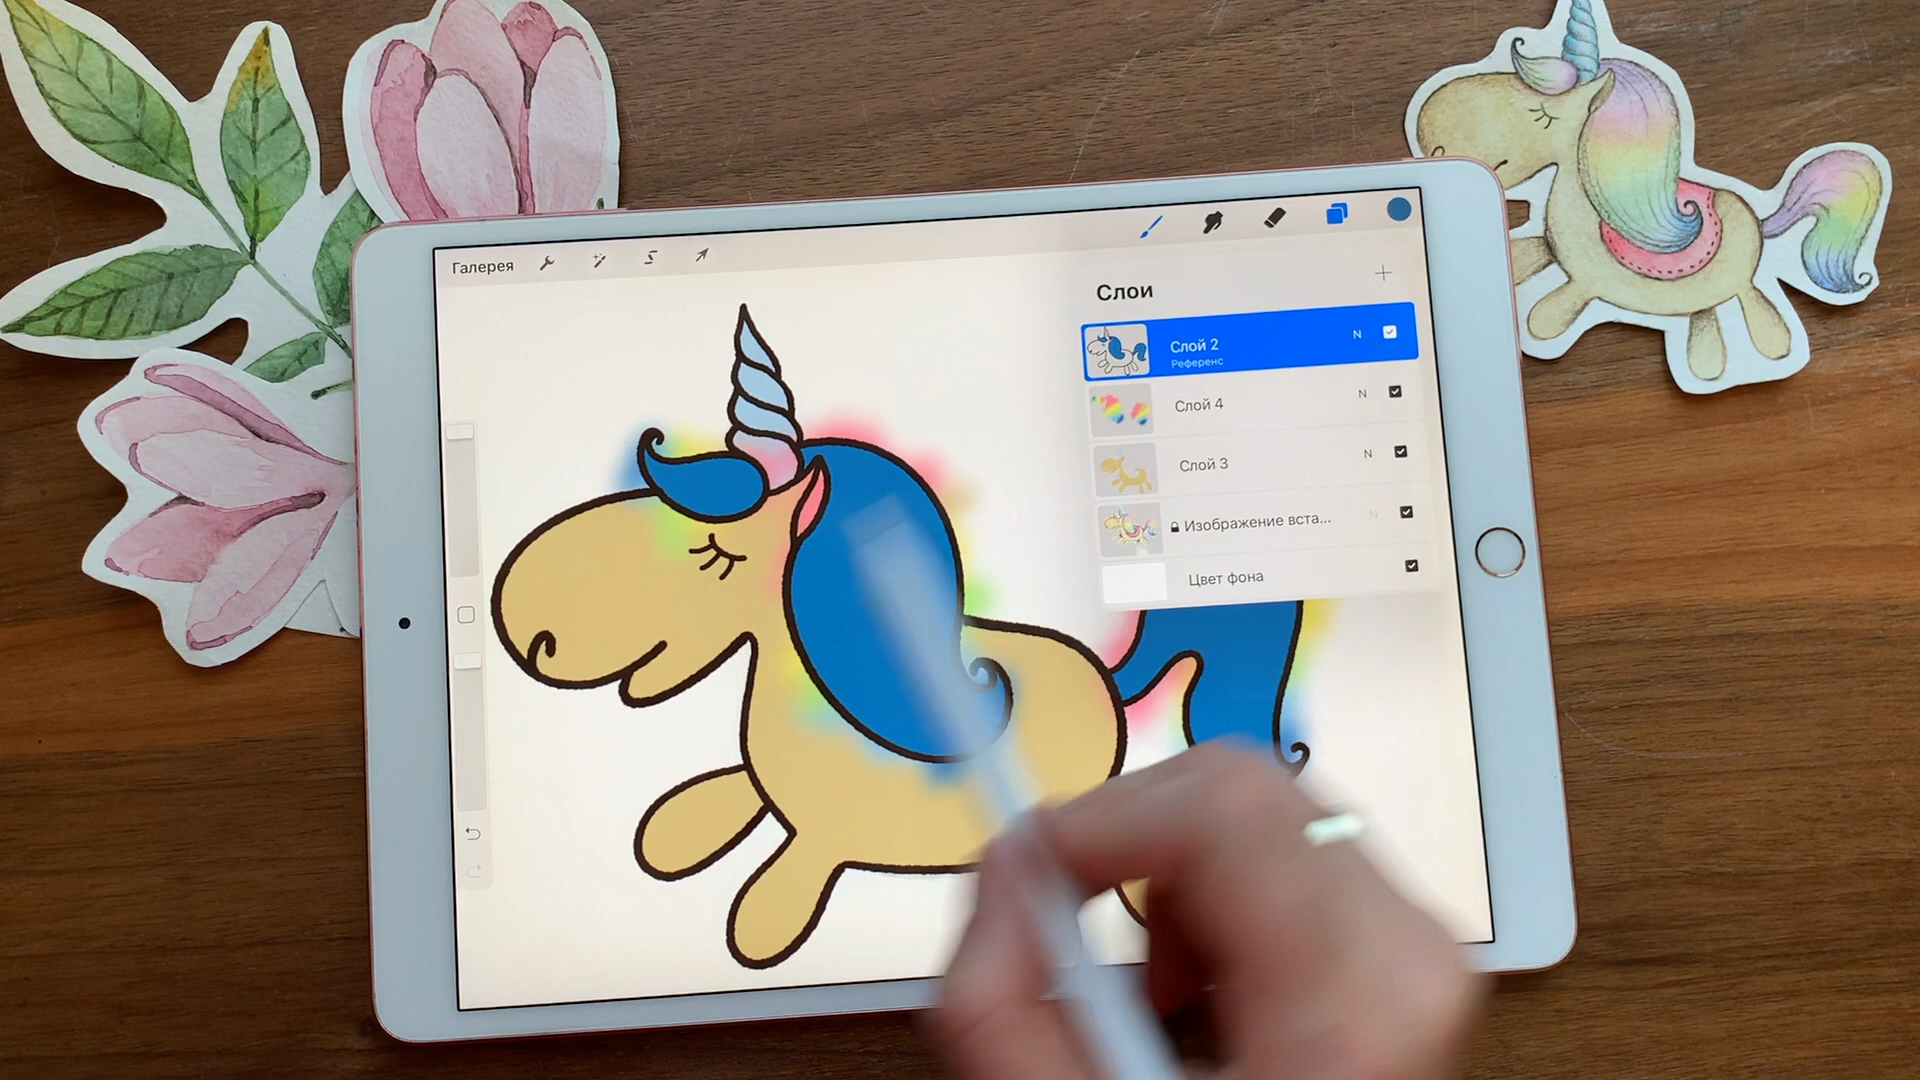 Галерея
Слои
Слой 2 N
Референс
Слой 4 N
Слой 3 N
Изображение вста... N
Цвет фона